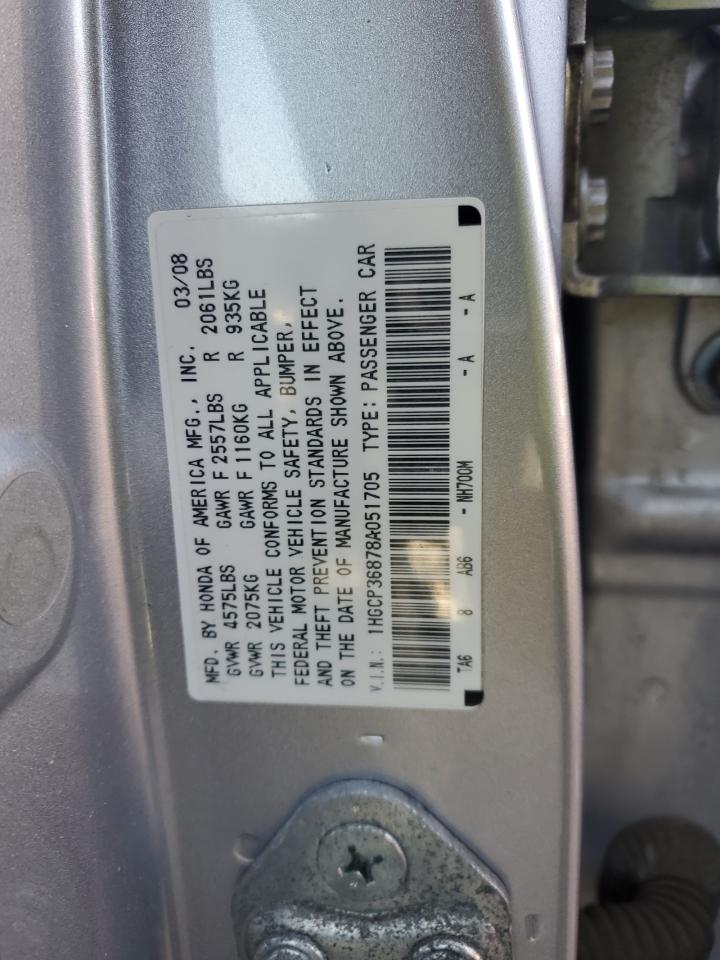 MFD. BY HONDA OF AMERICA MFG., INC. 03/08
GVWR 4575LBS GAWR F 2557LBS R 2061LBS
GVWR 2075KG GAWR F 1160KG R 935KG
THIS VEHICLE CONFORMS TO ALL APPLICABLE
FEDERAL MOTOR VEHICLE SAFETY, BUMPER,
AND THEFT PREVENTION STANDARDS IN EFFECT
ON THE DATE OF MANUFACTURE SHOWN ABOVE.
V.I.N.: 1HGCP36878A051705 TYPE: PASSENGER CAR
TA6 8 AB6 - NH700M - A - A